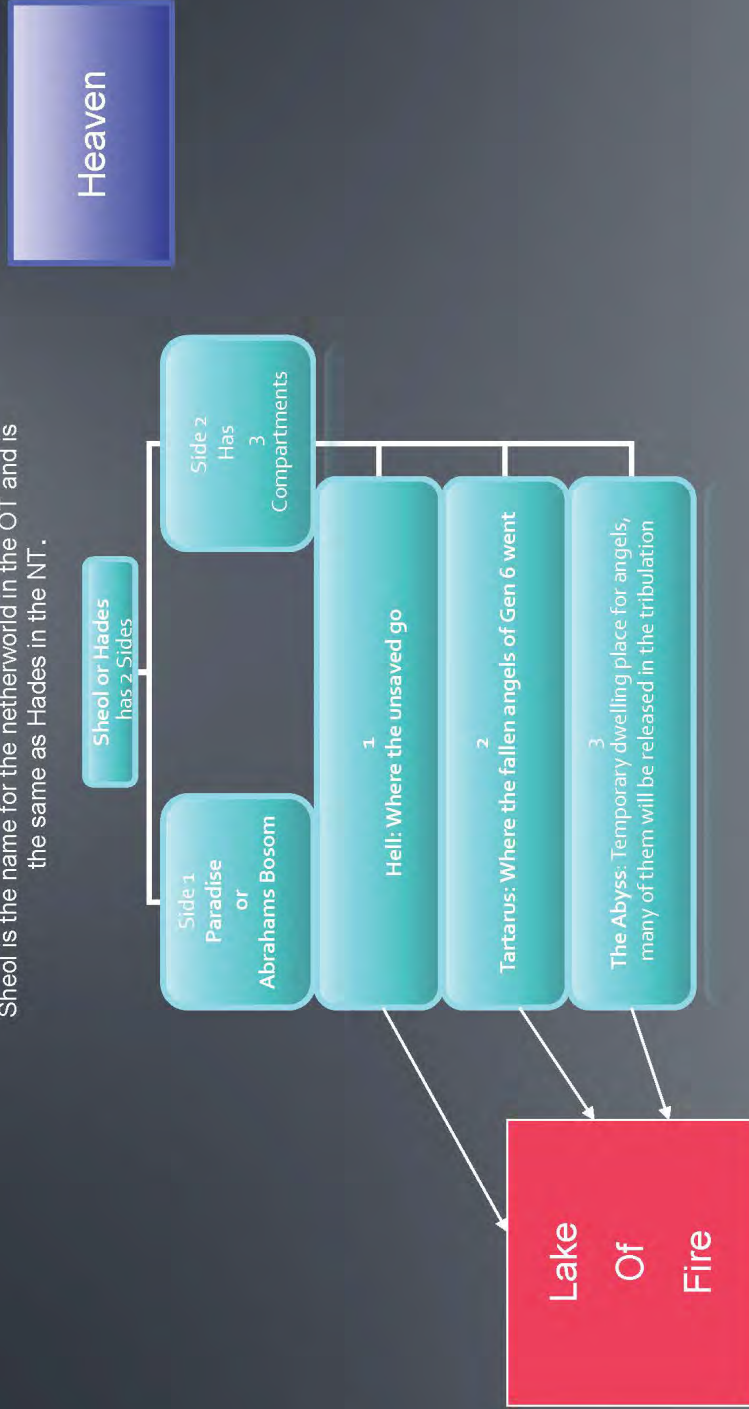 Sheol is the name for the netherworld in the OT and is
the same as Hades in the NT.
Heaven
Sheol or Hades
has 2 Sides
Side 1
Paradise
or
Abrahams Bosom
Side 2
Has
3
Compartments
1
Hell: Where the unsaved go
2
Tartarus: Where the fallen angels of Gen 6 went
3
The Abyss: Temporary dwelling place for angels,
many of them will be released in the tribulation
Lake
Of
Fire